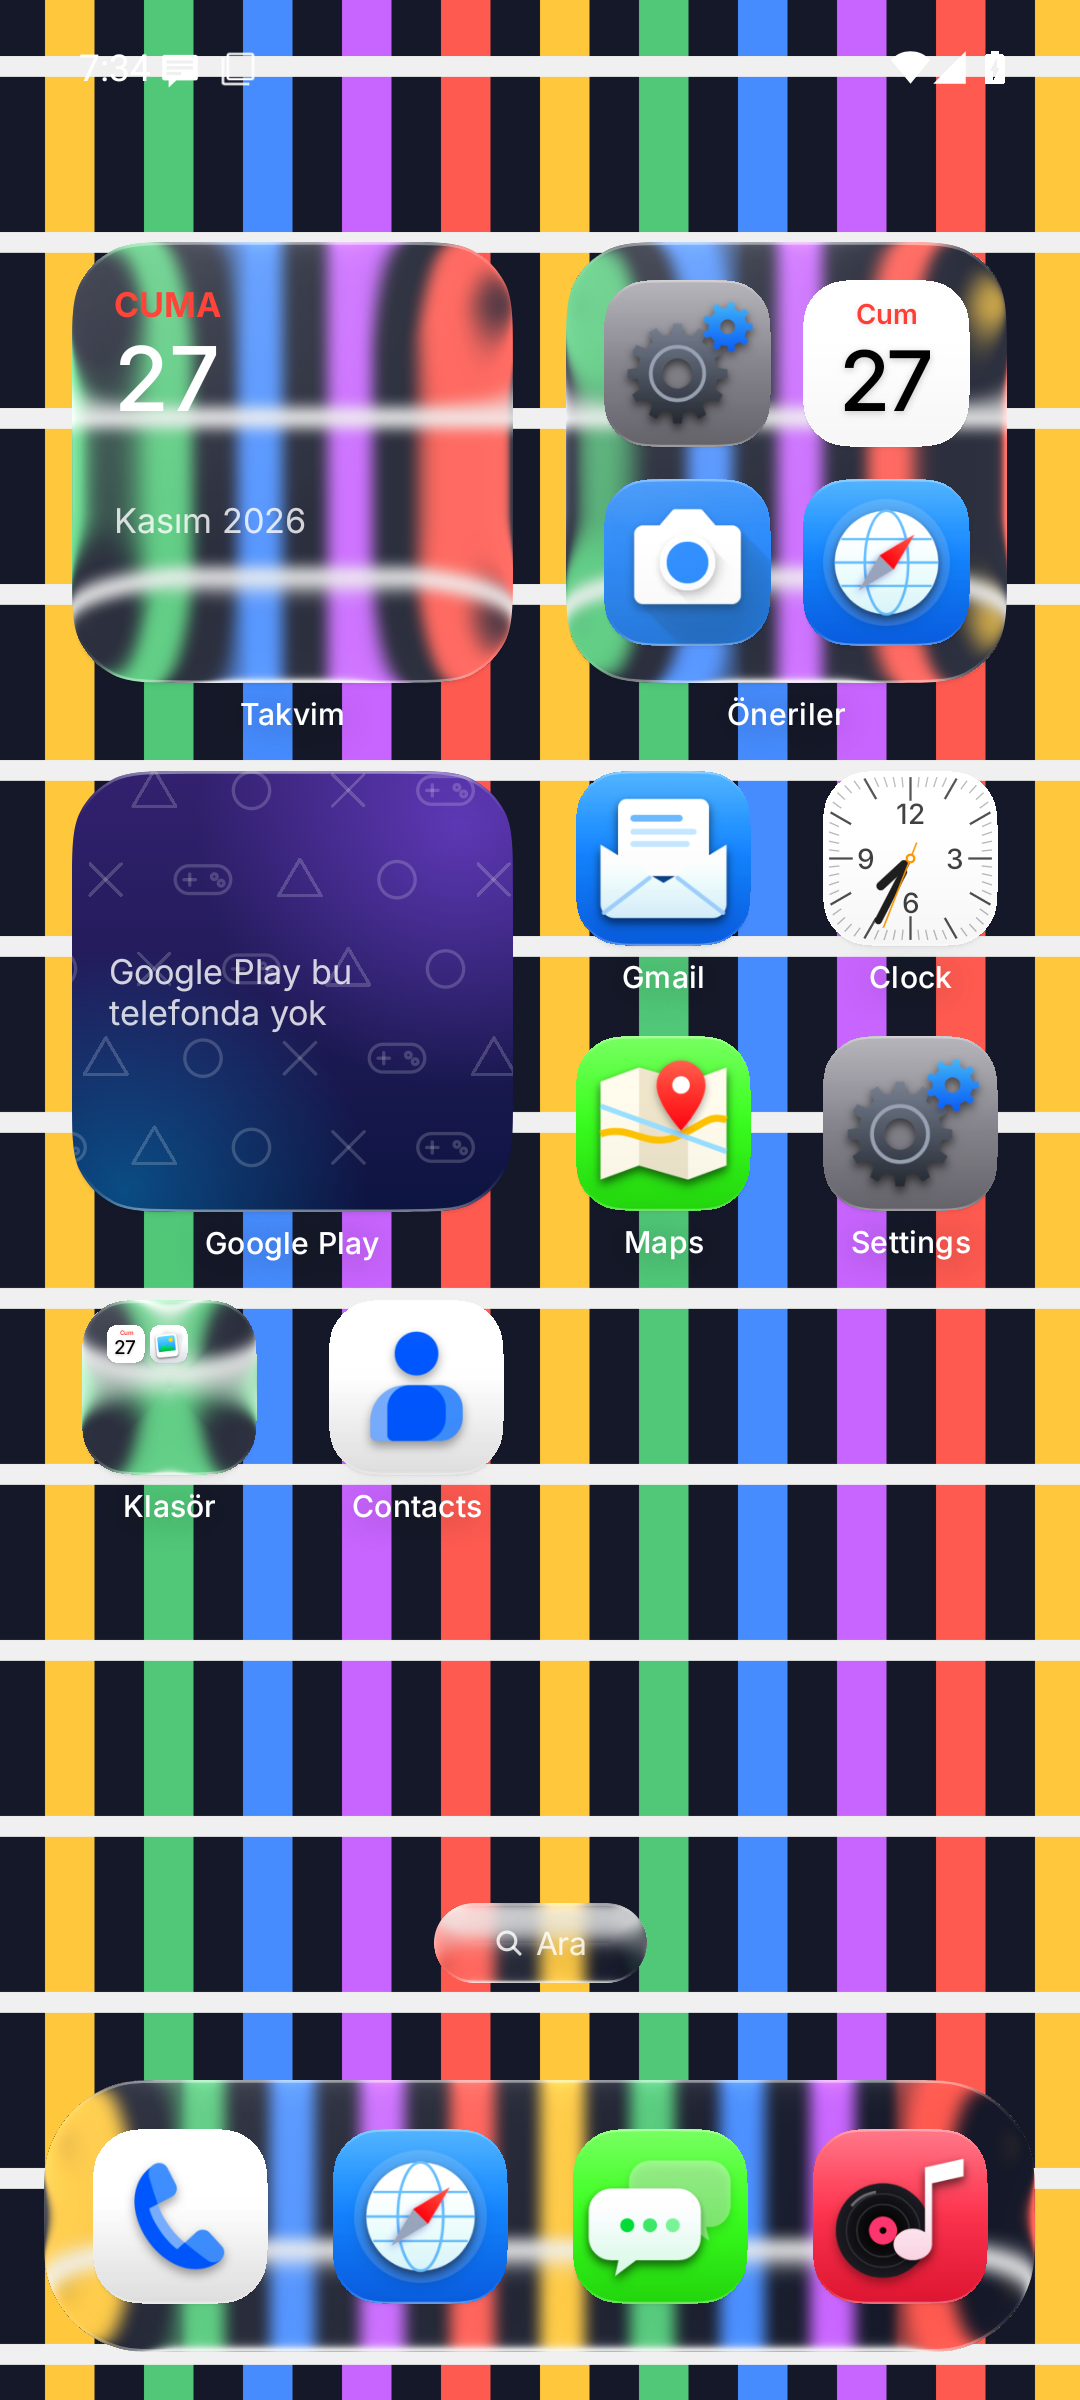 7:34
CUMA
27
Kasım 2026
Takvim
Cum
27
Öneriler
Google Play bu
telefonda yok
Google Play
Gmail
12
9
3
6
Clock
Maps
Settings
Cum
27
Klasör
Contacts
Ara